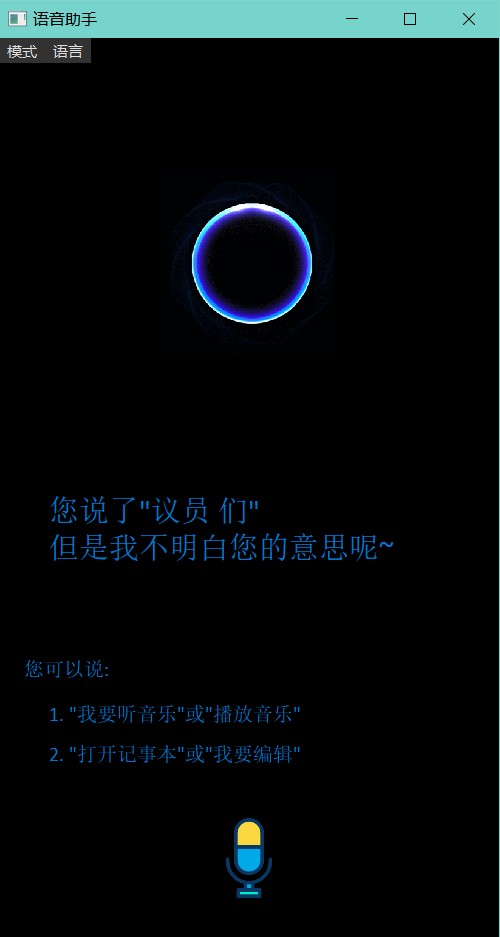 语音助手
模式 语言
您说了"议员 们"
但是我不明白您的意思呢~
您可以说:
1. "我要听音乐"或"播放音乐"
2. "打开记事本"或"我要编辑"